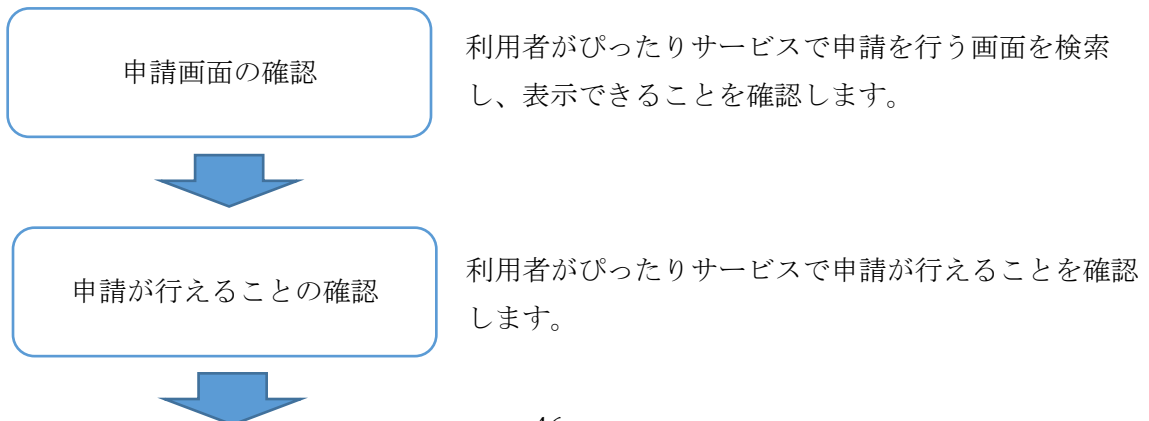 申請画面の確認
利用者がぴったりサービスで申請を行う画面を検索
し、表示できることを確認します。
申請が行えることの確認
利用者がぴったりサービスで申請が行えることを確認
します。